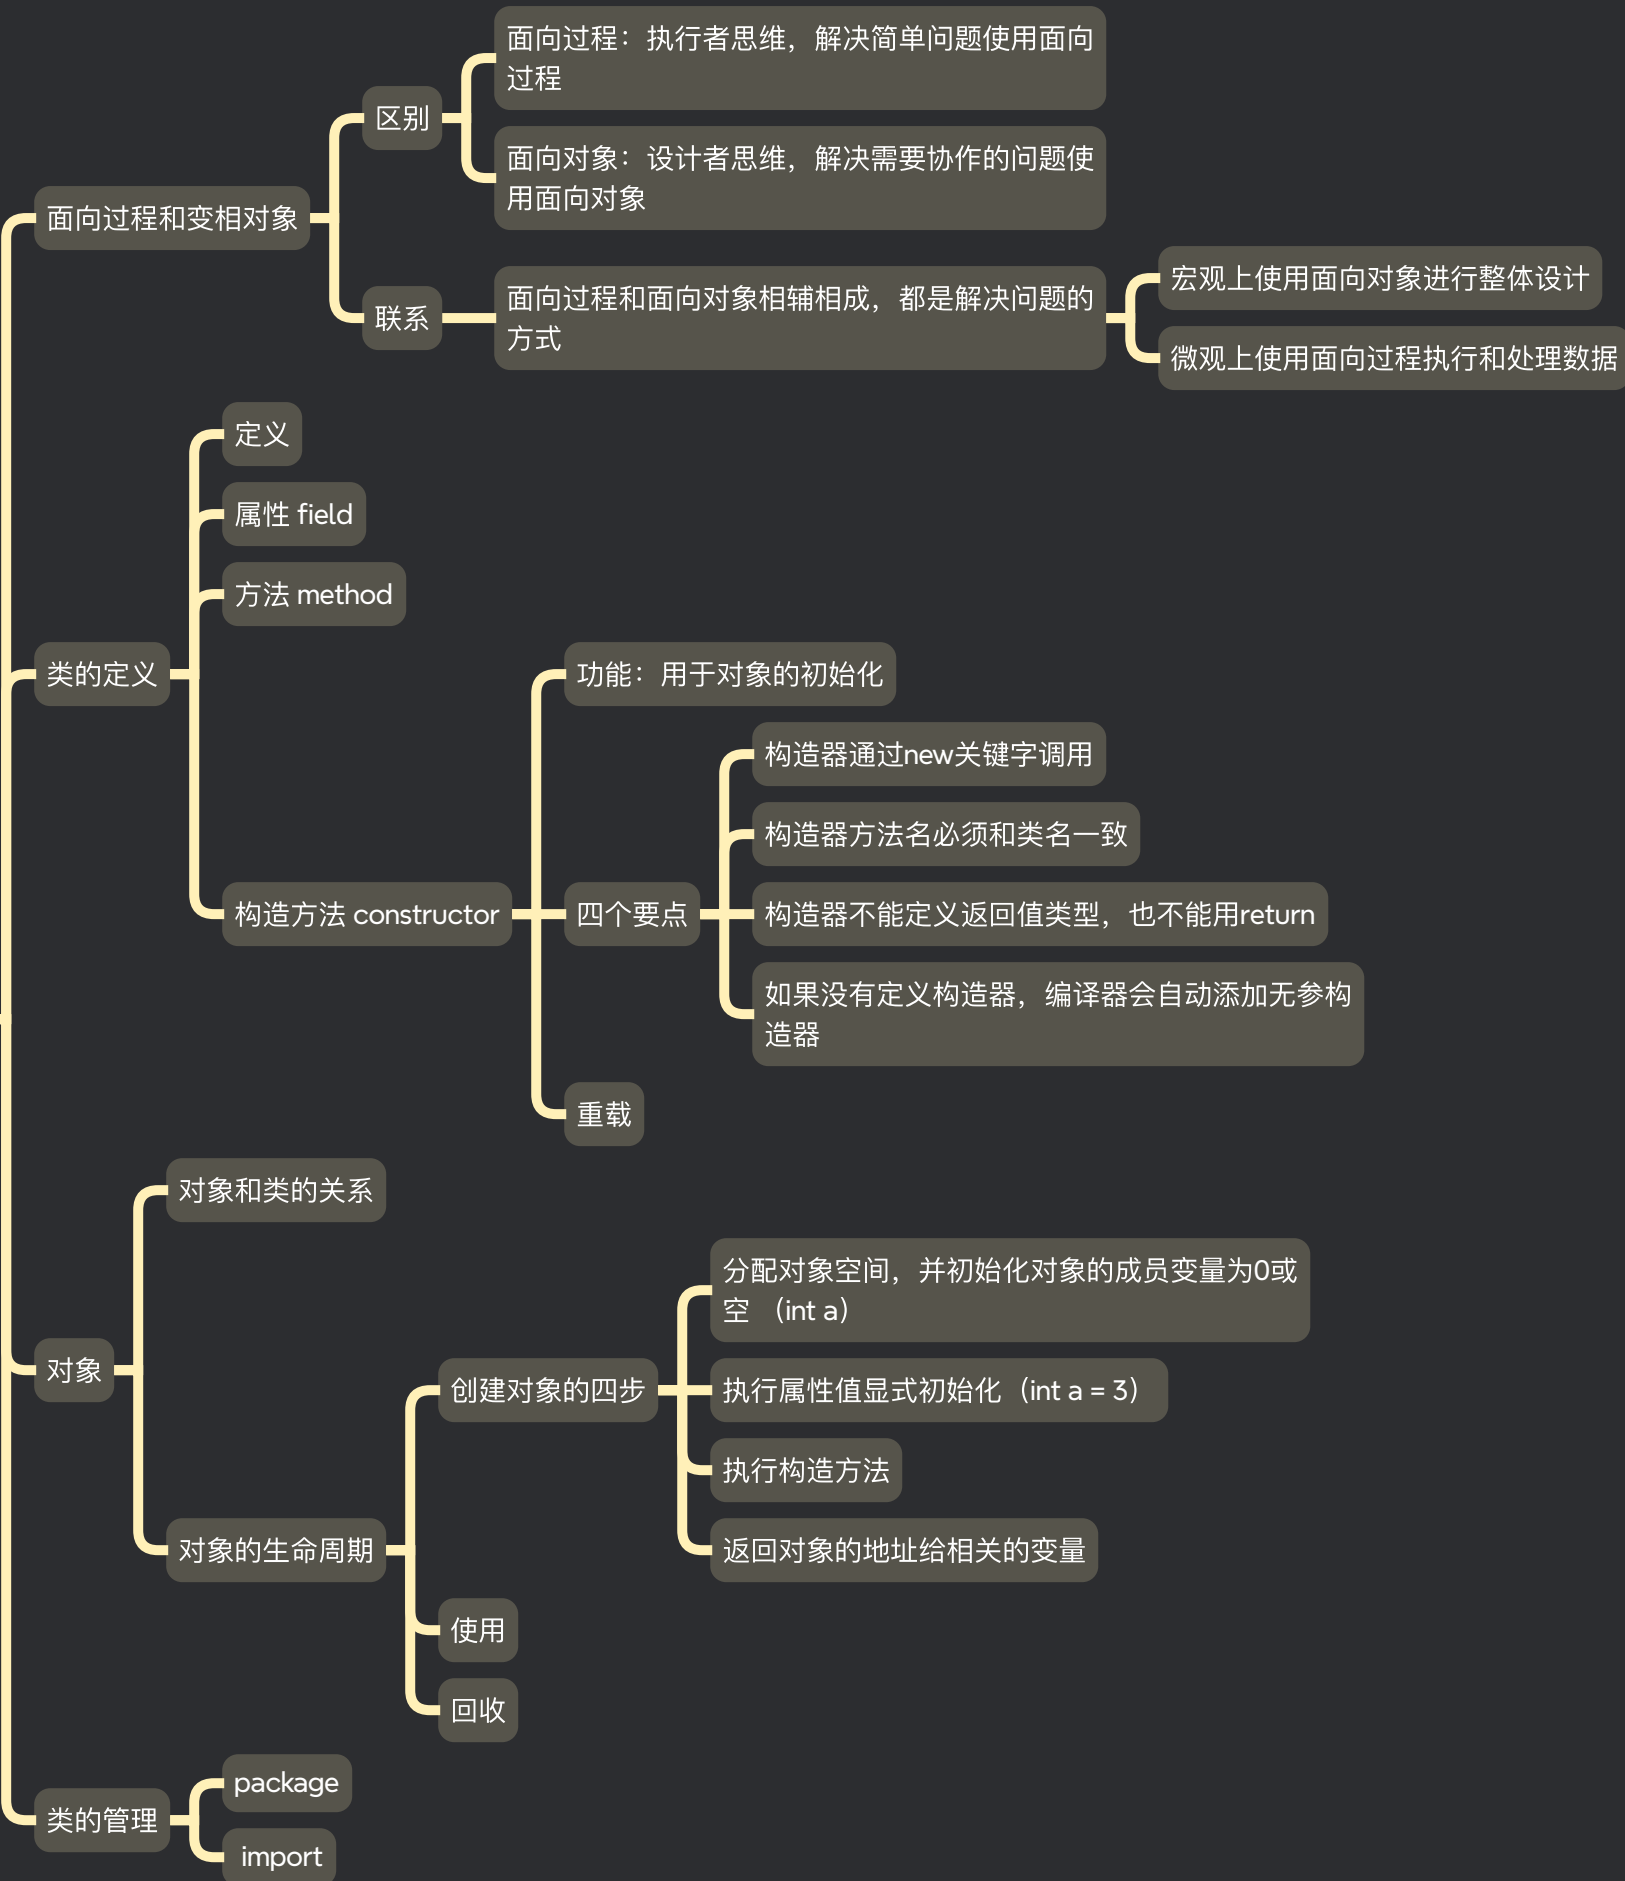 面向过程和变相对象
区别
面向过程：执行者思维，解决简单问题使用面向
过程
面向对象：设计者思维，解决需要协作的问题使
用面向对象
联系
面向过程和面向对象相辅相成，都是解决问题的
方式
宏观上使用面向对象进行整体设计
微观上使用面向过程执行和处理数据
类的定义
定义
属性 field
方法 method
构造方法 constructor
功能：用于对象的初始化
四个要点
构造器通过new关键字调用
构造器方法名必须和类名一致
构造器不能定义返回值类型，也不能用return
如果没有定义构造器，编译器会自动添加无参构
造器
重载
对象
对象和类的关系
对象的生命周期
创建对象的四步
分配对象空间，并初始化对象的成员变量为0或
空 （int a）
执行属性值显式初始化（int a = 3）
执行构造方法
返回对象的地址给相关的变量
使用
回收
类的管理
package
import